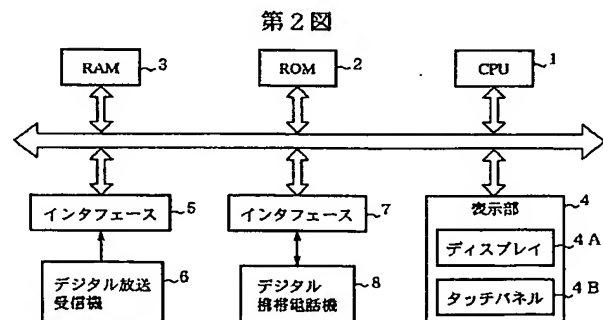 第2図
RAM 3
ROM 2
CPU 1
インタフェース 5
インタフェース 7
表示部 4
ディスプレイ 4A
タッチパネル 4B
デジタル放送
受信機 6
デジタル
携帯電話機 8